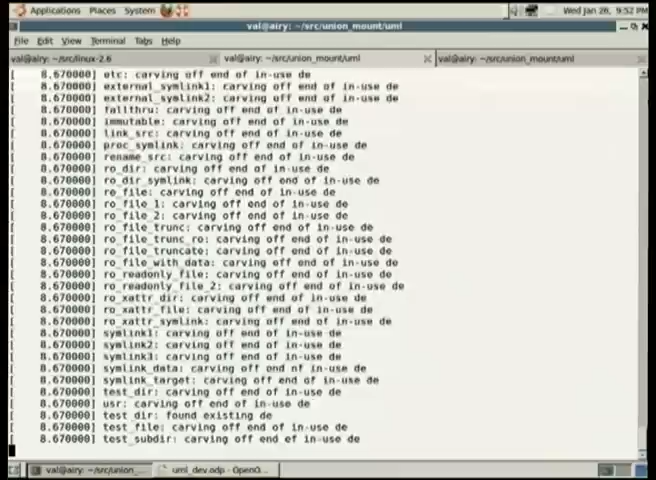 Applications Places System Wed Jan 26, 9:52 PM
val@airy: ~/src/union_mount/uml
File Edit View Terminal Tabs Help
val@airy: ~/src/linux-2.6 val@airy: ~/src/union_mount/uml val@airy: ~/src/union_mount/uml
[ 8.670000] etc: carving off end of in-use de
[ 8.670000] external_symlink1: carving off end of in-use de
[ 8.670000] external_symlink2: carving off end of in-use de
[ 8.670000] fallthru: carving off end of in-use de
[ 8.670000] immutable: carving off end of in-use de
[ 8.670000] link_src: carving off end of in-use de
[ 8.670000] proc_symlink: carving off end of in-use de
[ 8.670000] rename_src: carving off end of in-use de
[ 8.670000] ro_dir: carving off end of in-use de
[ 8.670000] ro_dir_symlink: carving off end of in-use de
[ 8.670000] ro_file: carving off end of in-use de
[ 8.670000] ro_file_1: carving off end of in-use de
[ 8.670000] ro_file_2: carving off end of in-use de
[ 8.670000] ro_file_trunc: carving off end of in-use de
[ 8.670000] ro_file_trunc_ro: carving off end of in-use de
[ 8.670000] ro_file_truncate: carving off end of in-use de
[ 8.670000] ro_file_with_data: carving off end of in-use de
[ 8.670000] ro_readonly_file: carving off end of in-use de
[ 8.670000] ro_readonly_file_2: carving off end of in-use de
[ 8.670000] ro_xattr_dir: carving off end of in-use de
[ 8.670000] ro_xattr_file: carving off end of in-use de
[ 8.670000] ro_xattr_symlink: carving off end of in-use de
[ 8.670000] symlink1: carving off end of in-use de
[ 8.670000] symlink2: carving off end of in-use de
[ 8.670000] symlink3: carving off end of in-use de
[ 8.670000] symlink_data: carving off end of in-use de
[ 8.670000] symlink_target: carving off end of in-use de
[ 8.670000] test_dir: carving off end of in-use de
[ 8.670000] usr: carving off end of in-use de
[ 8.670000] test_dir: found existing de
[ 8.670000] test_file: carving off end of in-use de
[ 8.670000] test_subdir: carving off end of in-use de
val@airy: ~/src/union_... uml_dev.odp - OpenO...